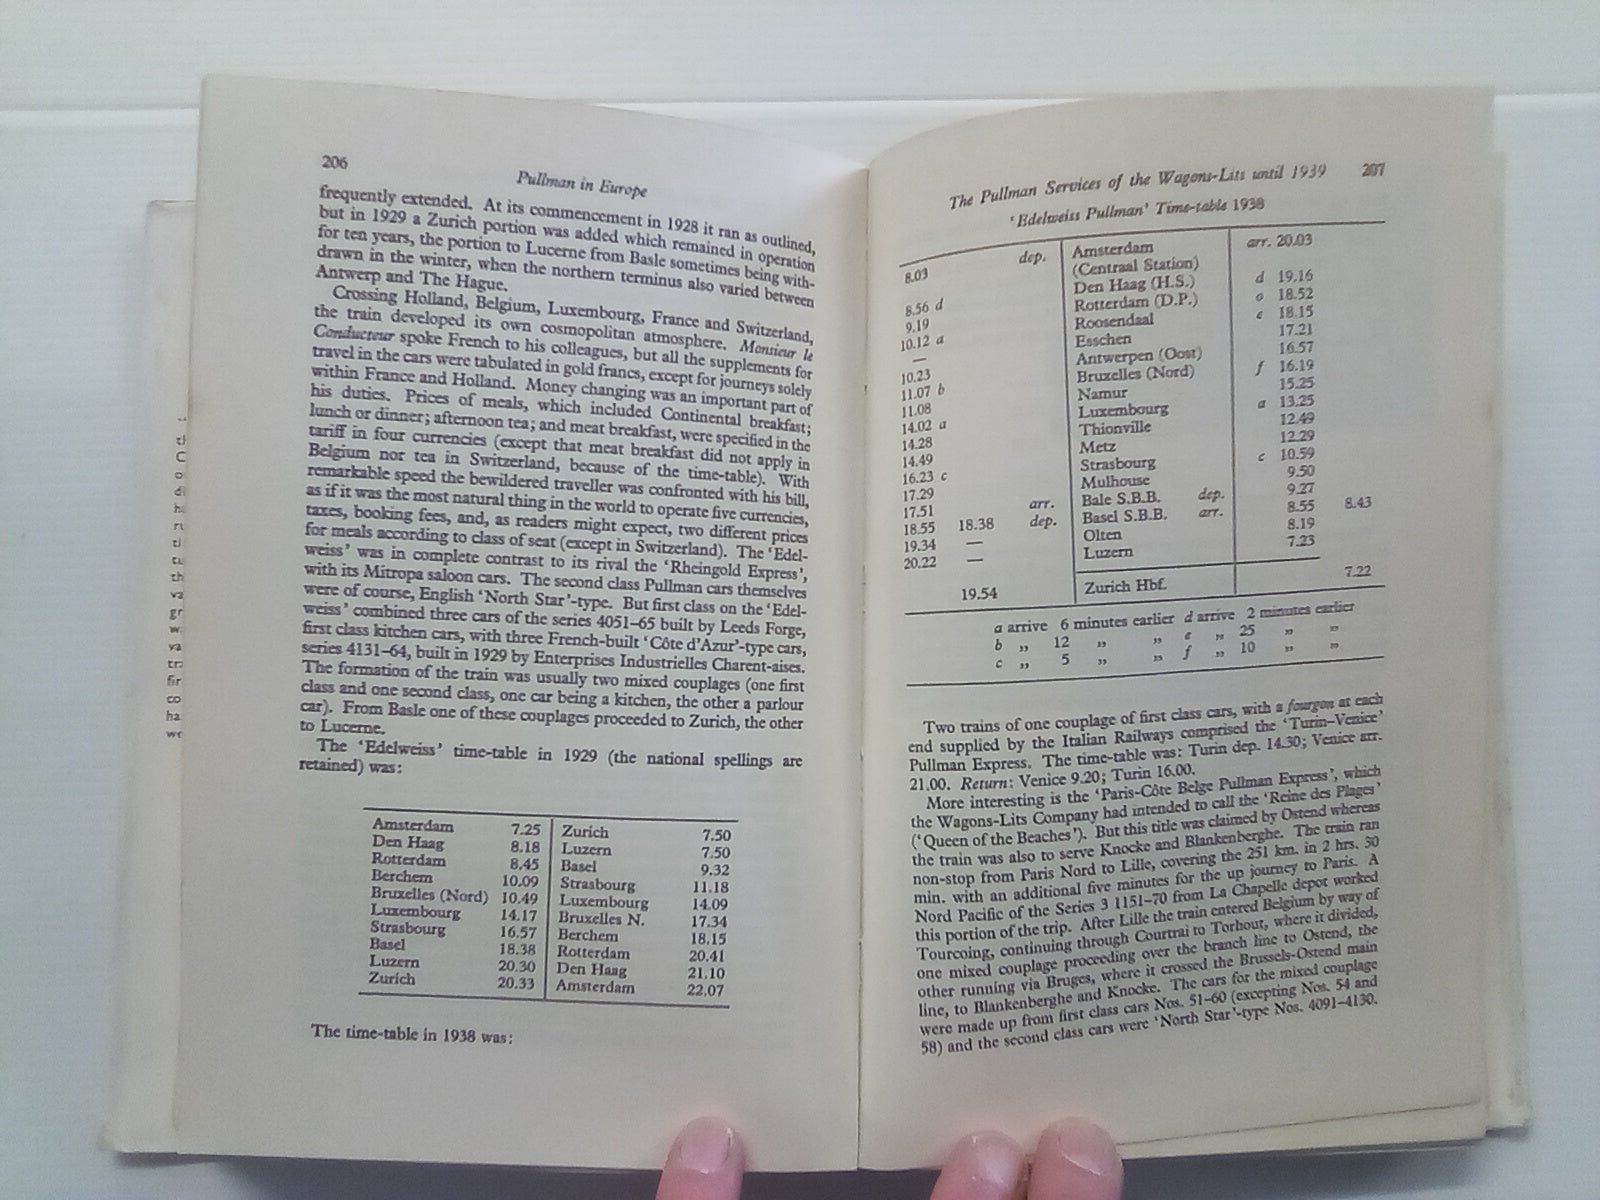 206
Pullman in Europe
frequently extended. At its commencement in 1928 it ran as outlined,
but in 1929 a Zurich portion was added which remained in operation
for ten years, the portion to Lucerne from Basle sometimes being with-
drawn in the winter, when the northern terminus also varied between
Antwerp and The Hague.
Crossing Holland, Belgium, Luxembourg, France and Switzerland,
the train developed its own cosmopolitan atmosphere. Monsieur le
Conducteur spoke French to his colleagues, but all the supplements for
travel in the cars were tabulated in gold francs, except for journeys solely
within France and Holland. Money changing was an important part of
his duties. Prices of meals, which included Continental breakfast;
lunch or dinner; afternoon tea; and meat breakfast, were specified in the
tariff in four currencies (except that meat breakfast did not apply in
Belgium nor tea in Switzerland, because of the time-table). With
remarkable speed the bewildered traveller was confronted with his bill,
as if it was the most natural thing in the world to operate five currencies,
taxes, booking fees, and, as readers might expect, two different prices
for meals according to class of seat (except in Switzerland). The 'Edel-
weiss' was in complete contrast to its rival the 'Rheingold Express',
with its Mitropa saloon cars. The second class Pullman cars themselves
were of course, English 'North Star'-type. But first class on the 'Edel-
weiss' combined three cars of the series 4051-65 built by Leeds Forge,
first class kitchen cars, with three French-built 'Côte d'Azur'-type cars,
series 4131-64, built in 1929 by Enterprises Industrielles Charent-aises.
The formation of the train was usually two mixed couplages (one first
class and one second class, one car being a kitchen, the other a parlour
car). From Basle one of these couplages proceeded to Zurich, the other
to Lucerne.
The 'Edelweiss' time-table in 1929 (the national spellings are
retained) was:
Amsterdam 7.25 Zurich 7.50
Den Haag 8.18 Luzern 7.50
Rotterdam 8.45 Basel 9.32
Berchem 10.09 Strasbourg 11.18
Bruxelles (Nord) 10.49 Luxembourg 14.09
Luxembourg 14.17 Bruxelles N. 17.34
Strasbourg 16.57 Berchem 18.15
Basel 18.38 Rotterdam 20.41
Luzern 20.30 Den Haag 21.10
Zurich 20.33 Amsterdam 22.07
The time-table in 1938 was:
The Pullman Services of the Wagons-Lits until 1939 207
'Edelweiss Pullman' Time-table 1938
8.03 dep. Amsterdam arr. 20.03
(Centraal Station)
8.56 d Den Haag (H.S.) d 19.16
9.19 Rotterdam (D.P.) o 18.52
10.12 a Roosendaal e 18.15
— Esschen 17.21
10.23 Antwerpen (Oost) 16.57
11.07 b Bruxelles (Nord) f 16.19
11.08 Namur 15.25
14.02 a Luxembourg a 13.25
14.28 Thionville 12.49
14.49 Metz 12.29
16.23 c Strasbourg c 10.59
17.29 Mulhouse 9.50
17.51 arr. Bale S.B.B. dep. 9.27
18.55 18.38 dep. Basel S.B.B. arr. 8.55 8.43
19.34 — Olten 8.19
20.22 — Luzern 7.23
19.54 Zurich Hbf. 7.22
a arrive 6 minutes earlier d arrive 2 minutes earlier
b „ 12 „ „ e „ 25 „ „
c „ 5 „ „ f „ 10 „ „
Two trains of one couplage of first class cars, with a fourgon at each
end supplied by the Italian Railways comprised the 'Turin-Venice'
Pullman Express. The time-table was: Turin dep. 14.30; Venice arr.
21.00. Return: Venice 9.20; Turin 16.00.
More interesting is the 'Paris-Côte Belge Pullman Express', which
the Wagons-Lits Company had intended to call the 'Reine des Plages'
('Queen of the Beaches'). But this title was claimed by Ostend whereas
the train was also to serve Knocke and Blankenberghe. The train ran
non-stop from Paris Nord to Lille, covering the 251 km. in 2 hrs. 30
min. with an additional five minutes for the up journey to Paris. A
Nord Pacific of the Series 3 1151-70 from La Chapelle depot worked
this portion of the trip. After Lille the train entered Belgium by way of
Tourcoing, continuing through Courtrai to Torhout, where it divided,
one mixed couplage proceeding over the branch line to Ostend, the
other running via Bruges, where it crossed the Brussels-Ostend main
line, to Blankenberghe and Knocke. The cars for the mixed couplage
were made up from first class cars Nos. 51-60 (excepting Nos. 54 and
58) and the second class cars were 'North Star'-type Nos. 4091-4130.